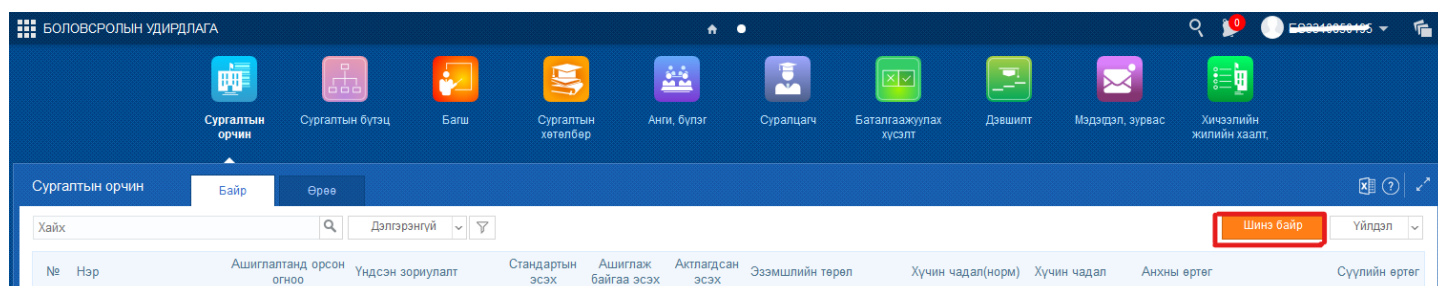 БОЛОВСРОЛЫН УДИРДЛАГА
0
Сургалтын орчин
Сургалтын бүтэц
Багш
Сургалтын хөтөлбөр
Анги, бүлэг
Суралцагч
Баталгаажуулах хүсэлт
Дэвшилт
Мэдэгдэл, зурвас
Хичээлийн жилийн хаалт,
Сургалтын орчин
Байр
Өрөө
Хайх
Дэлгэрэнгүй
Шинэ байр
Үйлдэл
№
Нэр
Ашиглалтанд орсон огноо
Үндсэн зориулалт
Стандартын эсэх
Ашиглаж байгаа эсэх
Актлагдсан эсэх
Эзэмшлийн төрөл
Хүчин чадал(норм)
Хүчин чадал
Анхны өртөг
Сүүлийн өртөг